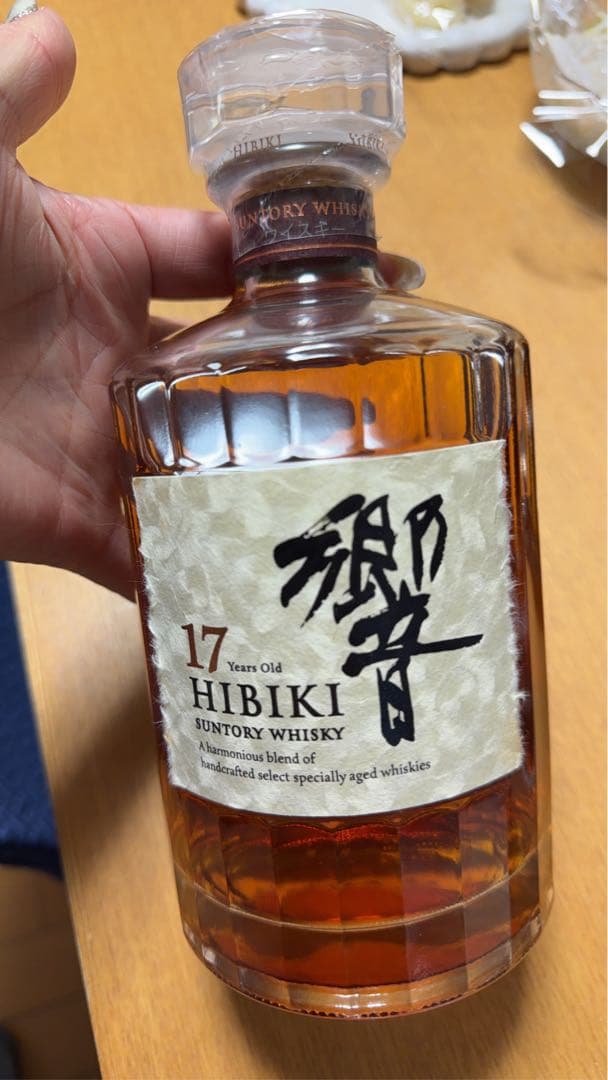 HIBIKI
SUNTORY WHISKY
ウイスキー
響
17 Years Old
HIBIKI
SUNTORY WHISKY
A harmonious blend of
handcrafted select specially aged whiskies